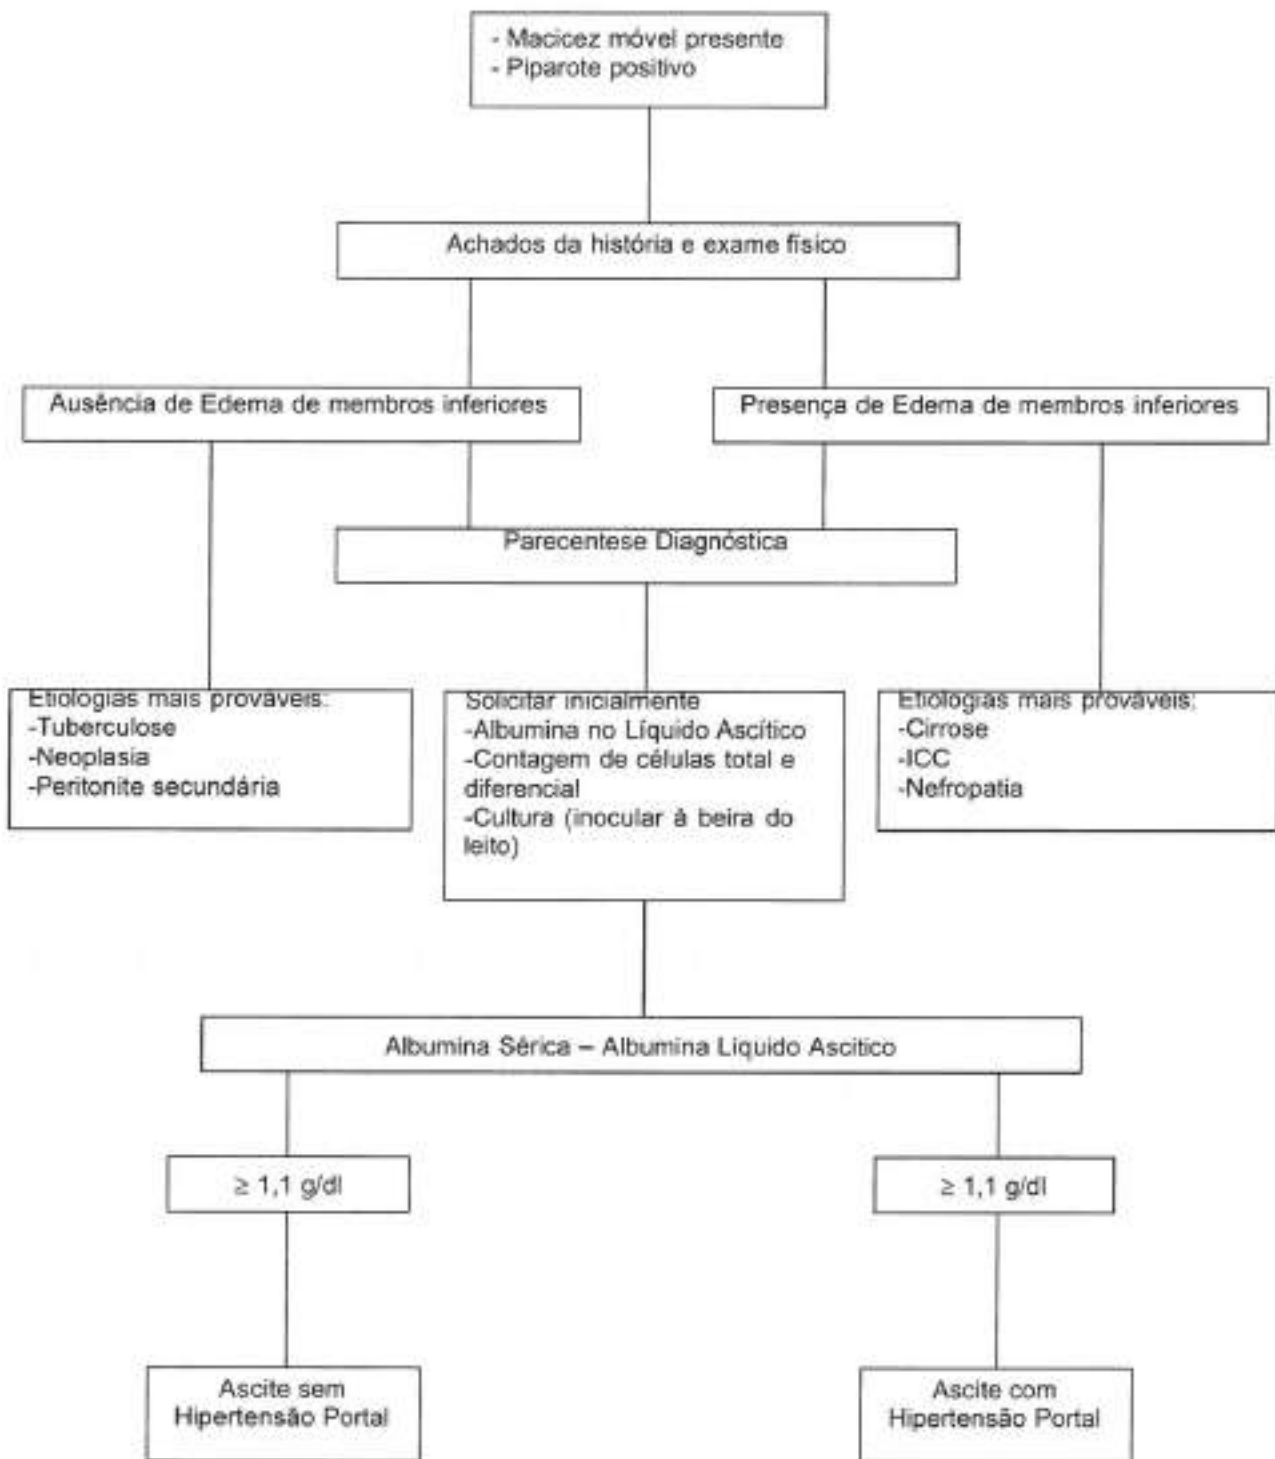 - Macicez móvel presente
- Piparote positivo
Achados da história e exame físico
Ausência de Edema de membros inferiores
Presença de Edema de membros inferiores
Parecentese Diagnóstica
Etiologias mais prováveis:
-Tuberculose
-Neoplasia
-Peritonite secundária
Solicitar inicialmente
-Albumina no Líquido Ascítico
-Contagem de células total e
diferencial
-Cultura (inocular à beira do
leito)
Etiologias mais prováveis:
-Cirrose
-ICC
-Nefropatia
Albumina Sérica – Albumina Líquido Ascitico
≥ 1,1 g/dl
≥ 1,1 g/dl
Ascite sem
Hipertensão Portal
Ascite com
Hipertensão Portal